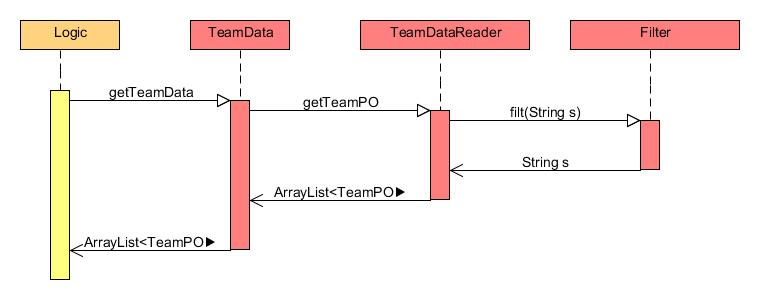 Logic
TeamData
TeamDataReader
Filter
getTeamData
getTeamPO
filt(String s)
String s
ArrayList<TeamPO▶
ArrayList<TeamPO▶